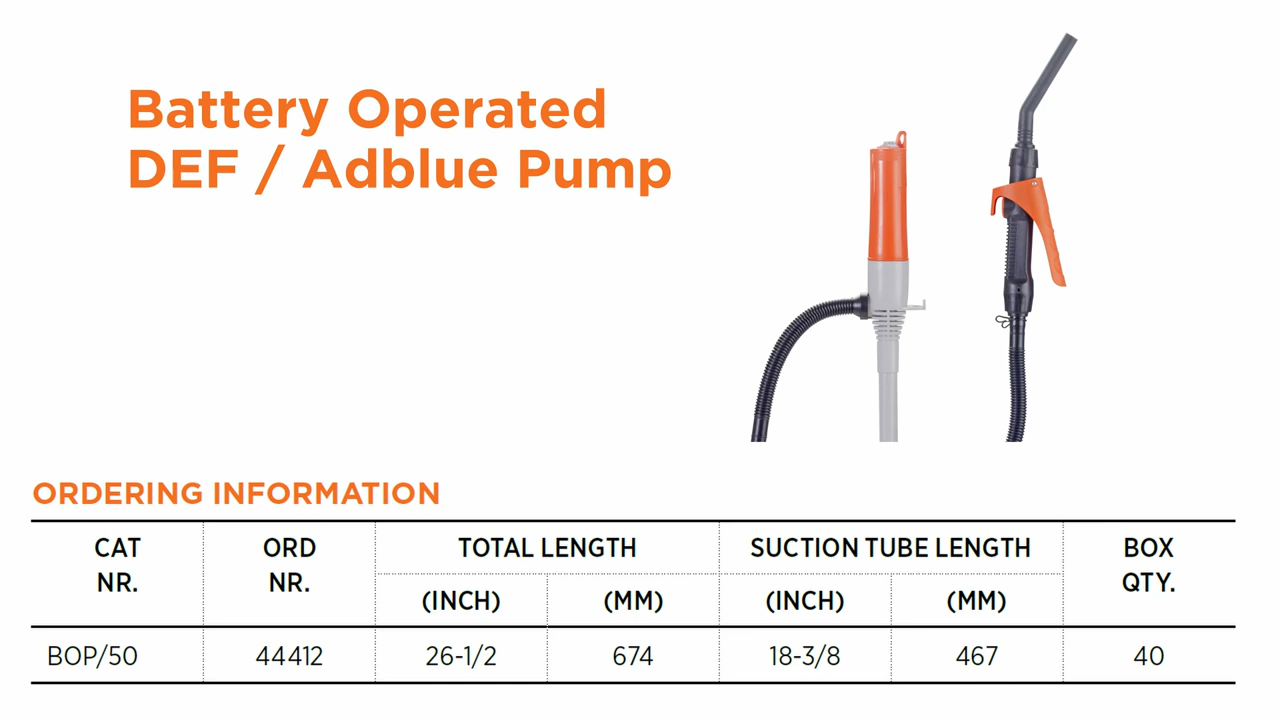 Battery Operated
DEF / Adblue Pump
ORDERING INFORMATION
CAT NR. ORD NR. TOTAL LENGTH SUCTION TUBE LENGTH BOX QTY.
(INCH) (MM) (INCH) (MM)
BOP/50 44412 26-1/2 674 18-3/8 467 40